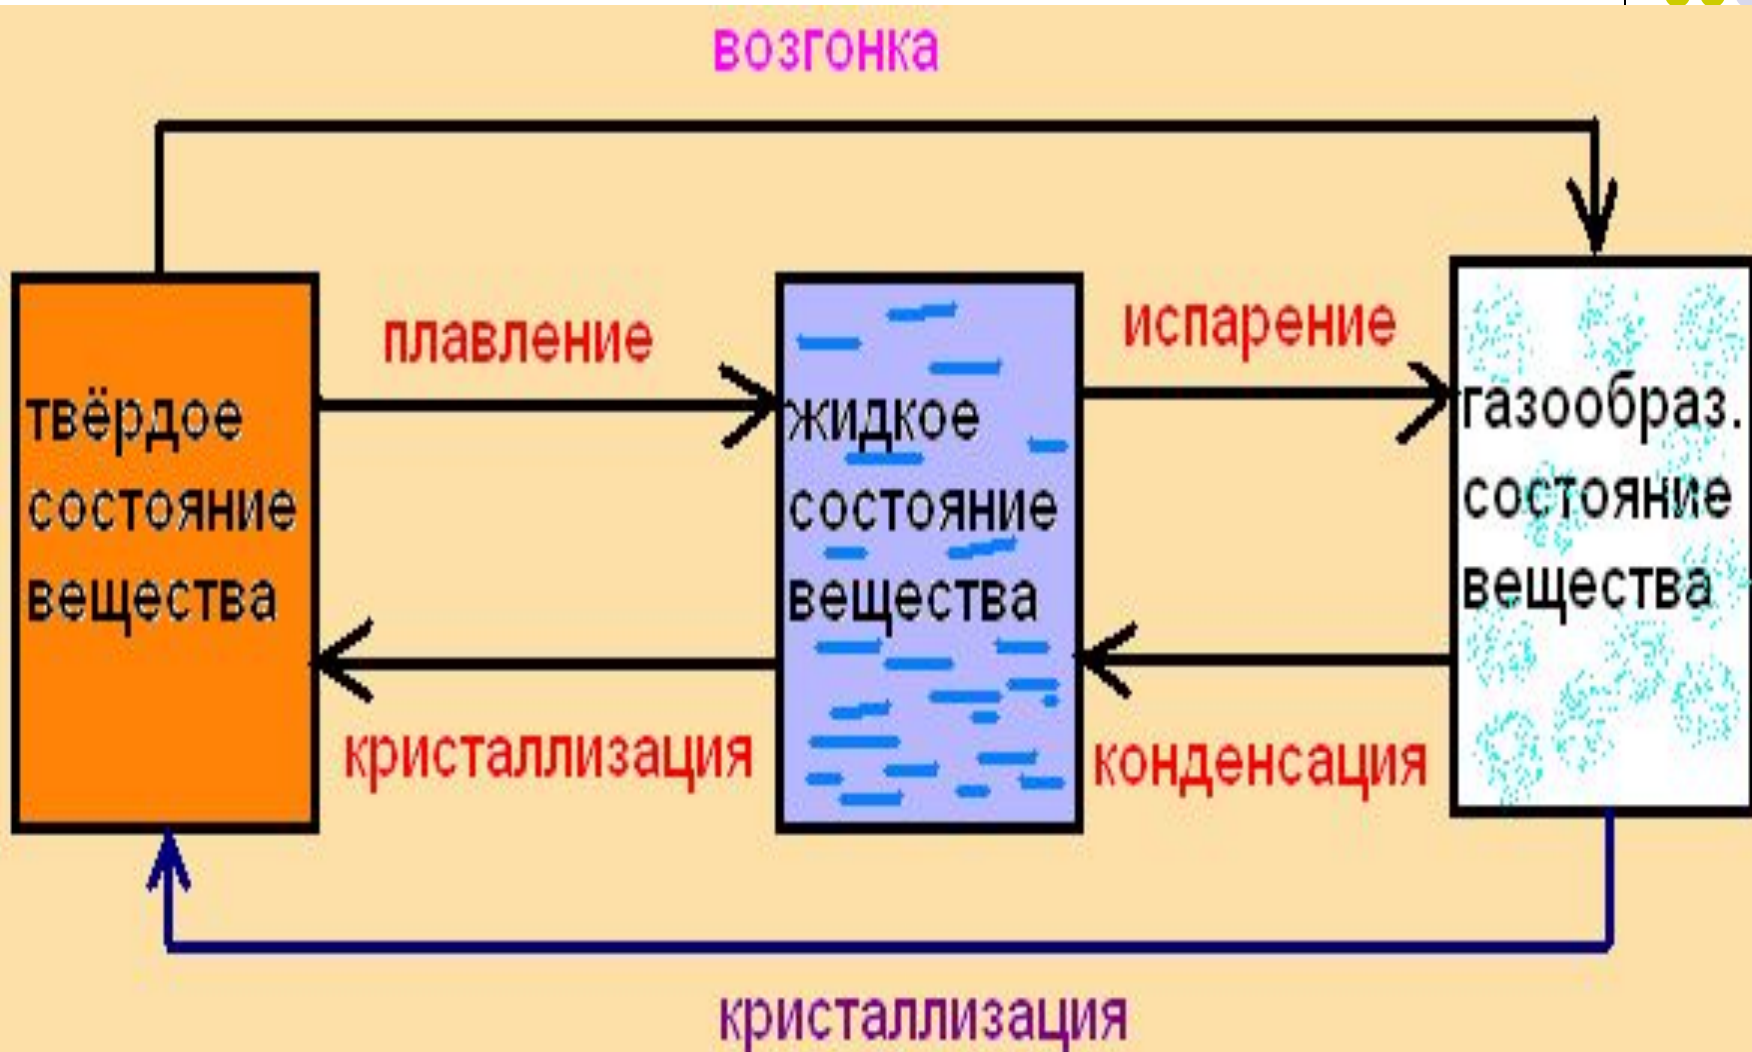 возгонка
плавление
испарение
твёрдое
состояние
вещества
жидкое
состояние
вещества
газообраз.
состояние
вещества
кристаллизация
конденсация
кристаллизация